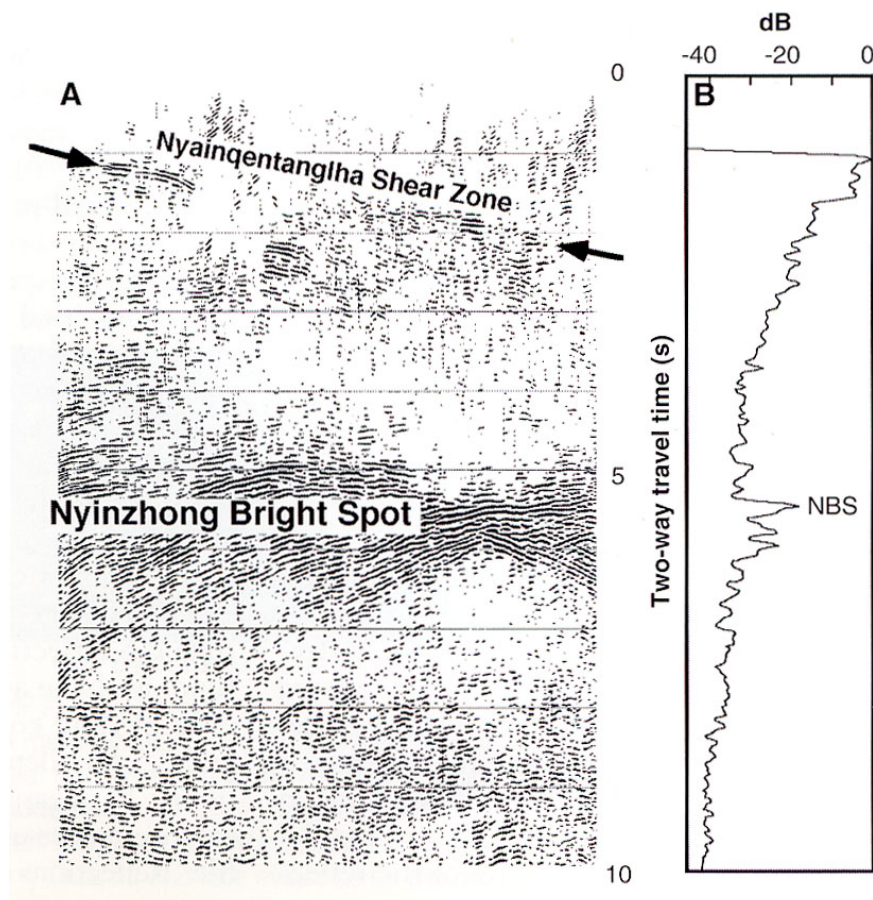 dB
-40 -20 0
0
A
B
Nyainqentanglha Shear Zone
5
Two-way travel time (s)
NBS
Nyinzhong Bright Spot
10